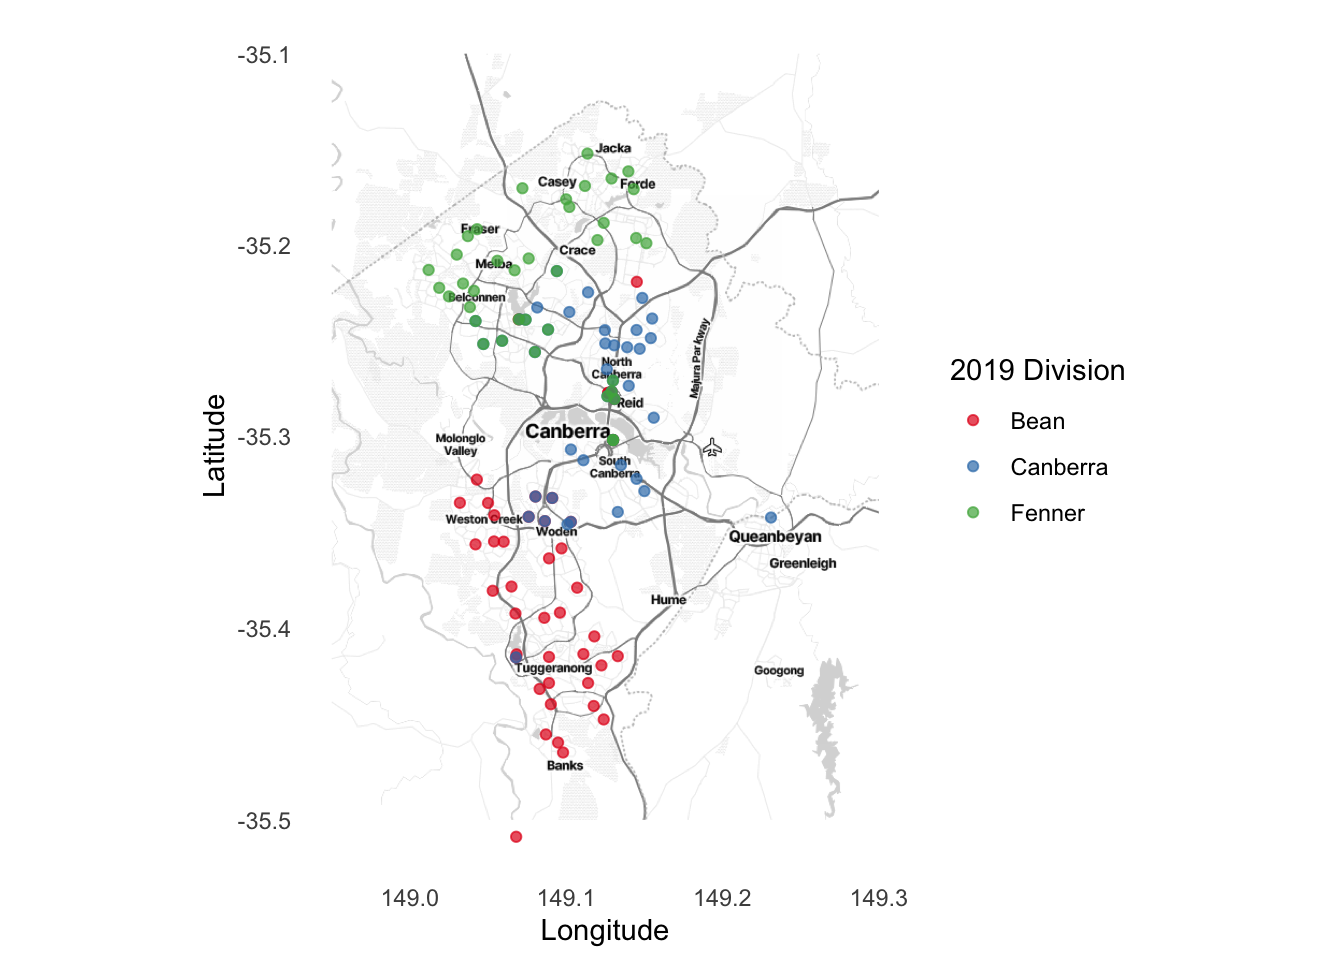 -35.1
-35.2
-35.3
-35.4
-35.5
Latitude
Jacka
Casey
Forde
Fraser
Crace
Melba
Belconnen
Majura Parkway
North
Canberra
Reid
Canberra
Molonglo
Valley
South
Canberra
Weston Creek
Woden
Queanbeyan
Greenleigh
Hume
Tuggeranong
Googong
Banks
149.0
149.1
149.2
149.3
Longitude
2019 Division
Bean
Canberra
Fenner